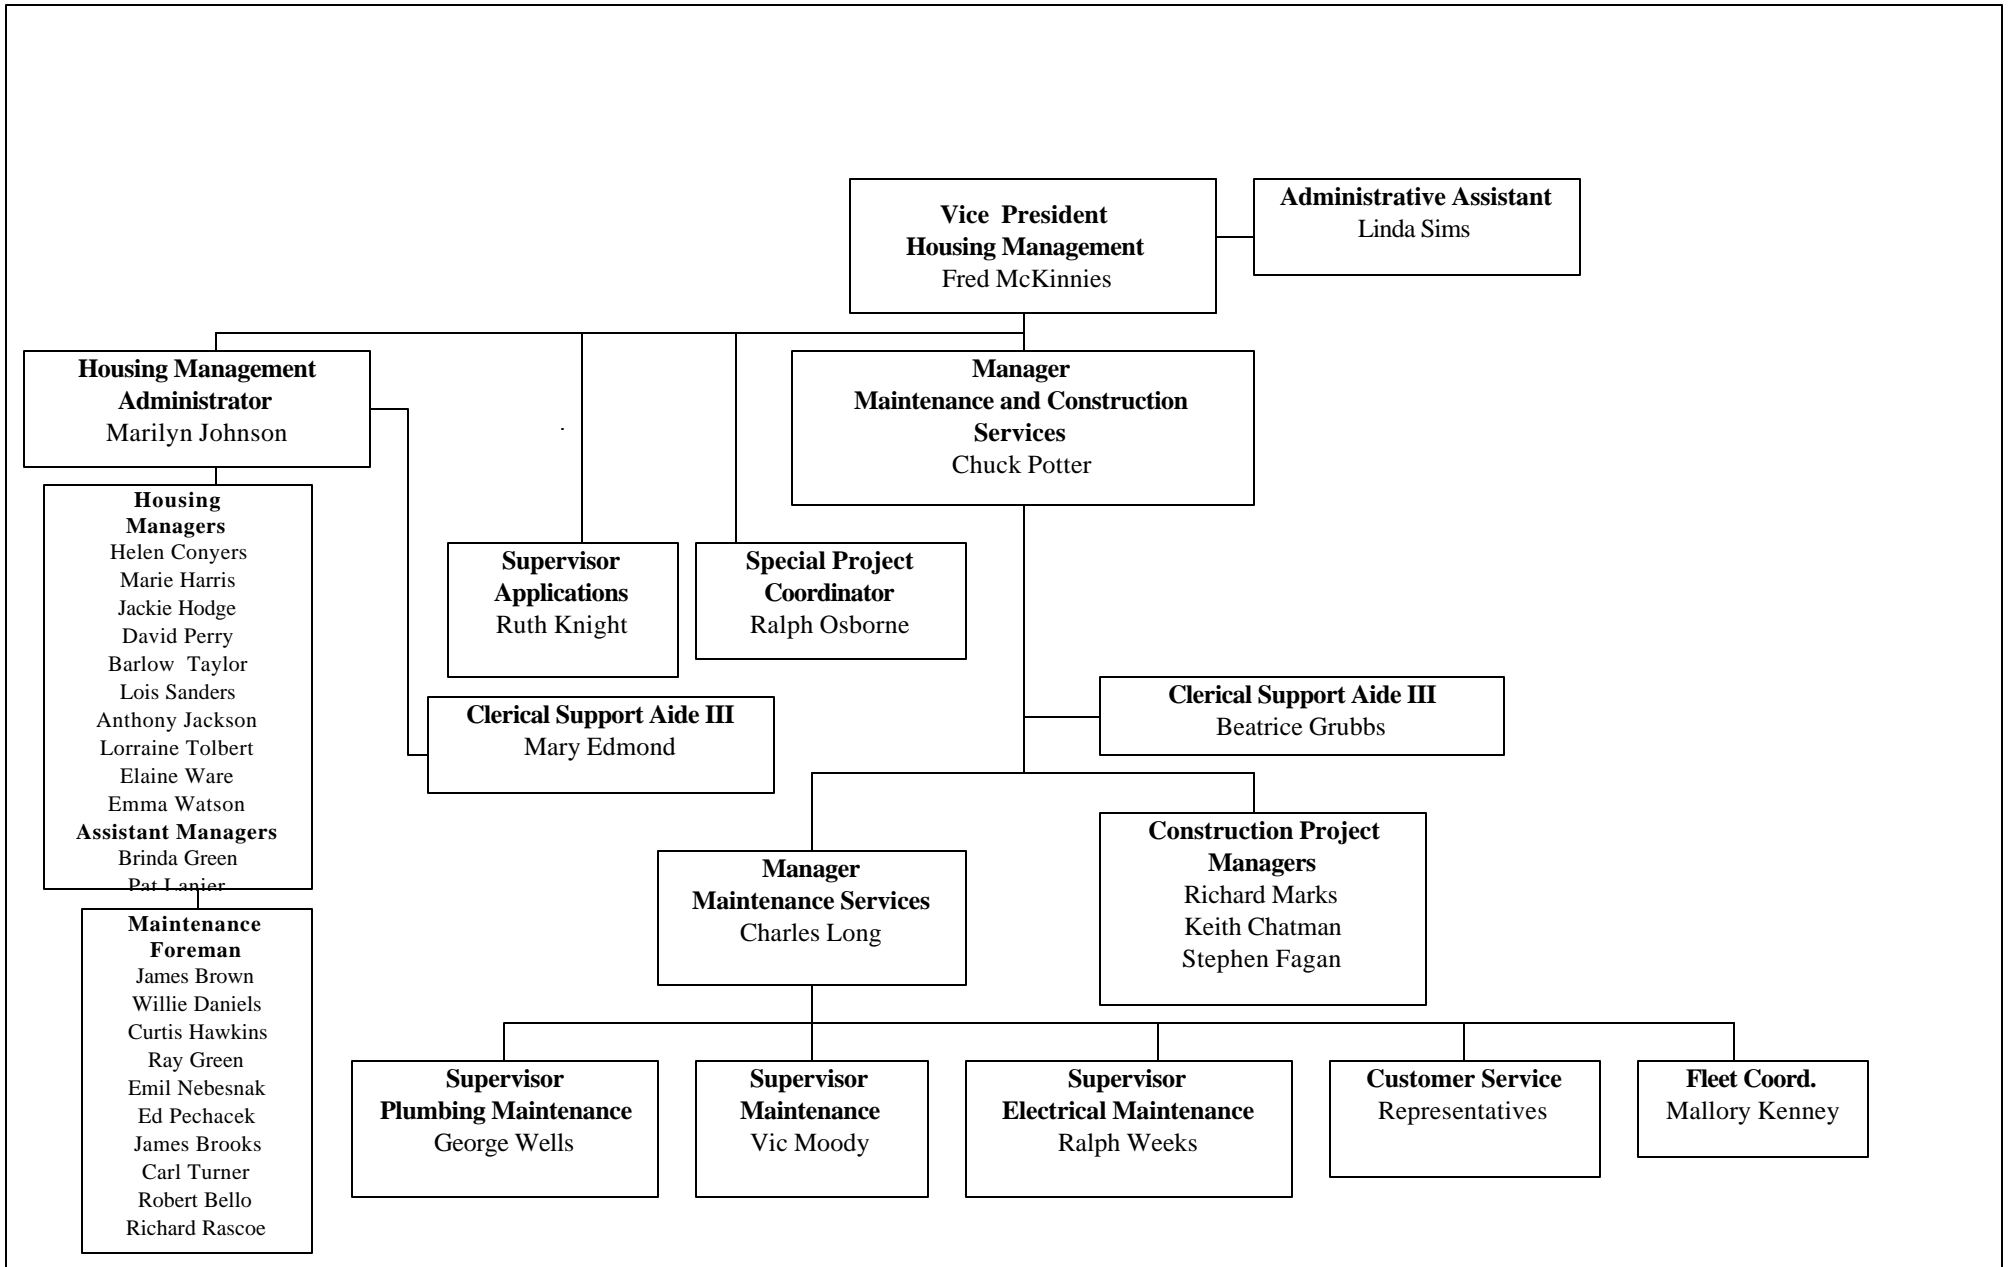 Vice President
Housing Management
Fred McKinnies
Administrative Assistant
Linda Sims
Housing Management
Administrator
Marilyn Johnson
Manager
Maintenance and Construction
Services
Chuck Potter
Housing
Managers
Helen Conyers
Marie Harris
Jackie Hodge
David Perry
Barlow Taylor
Lois Sanders
Anthony Jackson
Lorraine Tolbert
Elaine Ware
Emma Watson
Assistant Managers
Brinda Green
Pat Lanier
Supervisor
Applications
Ruth Knight
Special Project
Coordinator
Ralph Osborne
Clerical Support Aide III
Mary Edmond
Clerical Support Aide III
Beatrice Grubbs
Manager
Maintenance Services
Charles Long
Construction Project
Managers
Richard Marks
Keith Chatman
Stephen Fagan
Maintenance
Foreman
James Brown
Willie Daniels
Curtis Hawkins
Ray Green
Emil Nebesnak
Ed Pechacek
James Brooks
Carl Turner
Robert Bello
Richard Rascoe
Supervisor
Plumbing Maintenance
George Wells
Supervisor
Maintenance
Vic Moody
Supervisor
Electrical Maintenance
Ralph Weeks
Customer Service
Representatives
Fleet Coord.
Mallory Kenney